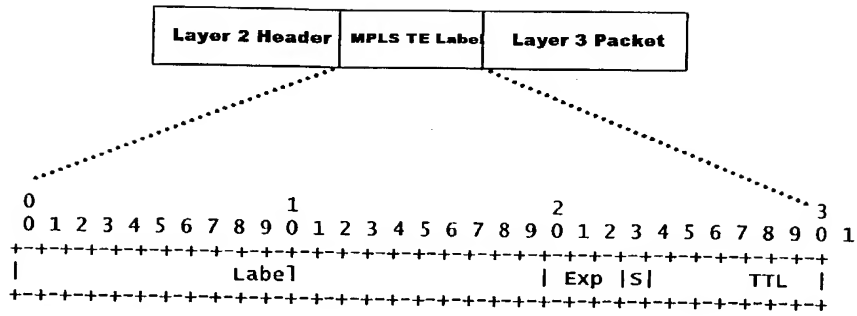 Layer 2 Header MPLS TE Label Layer 3 Packet
0 1 2 3
0 1 2 3 4 5 6 7 8 9 0 1 2 3 4 5 6 7 8 9 0 1 2 3 4 5 6 7 8 9 0 1
+-+-+-+-+-+-+-+-+-+-+-+-+-+-+-+-+-+-+-+-+-+-+-+-+-+-+-+-+-+-+-+
| Label | Exp |S| TTL |
+-+-+-+-+-+-+-+-+-+-+-+-+-+-+-+-+-+-+-+-+-+-+-+-+-+-+-+-+-+-+-+